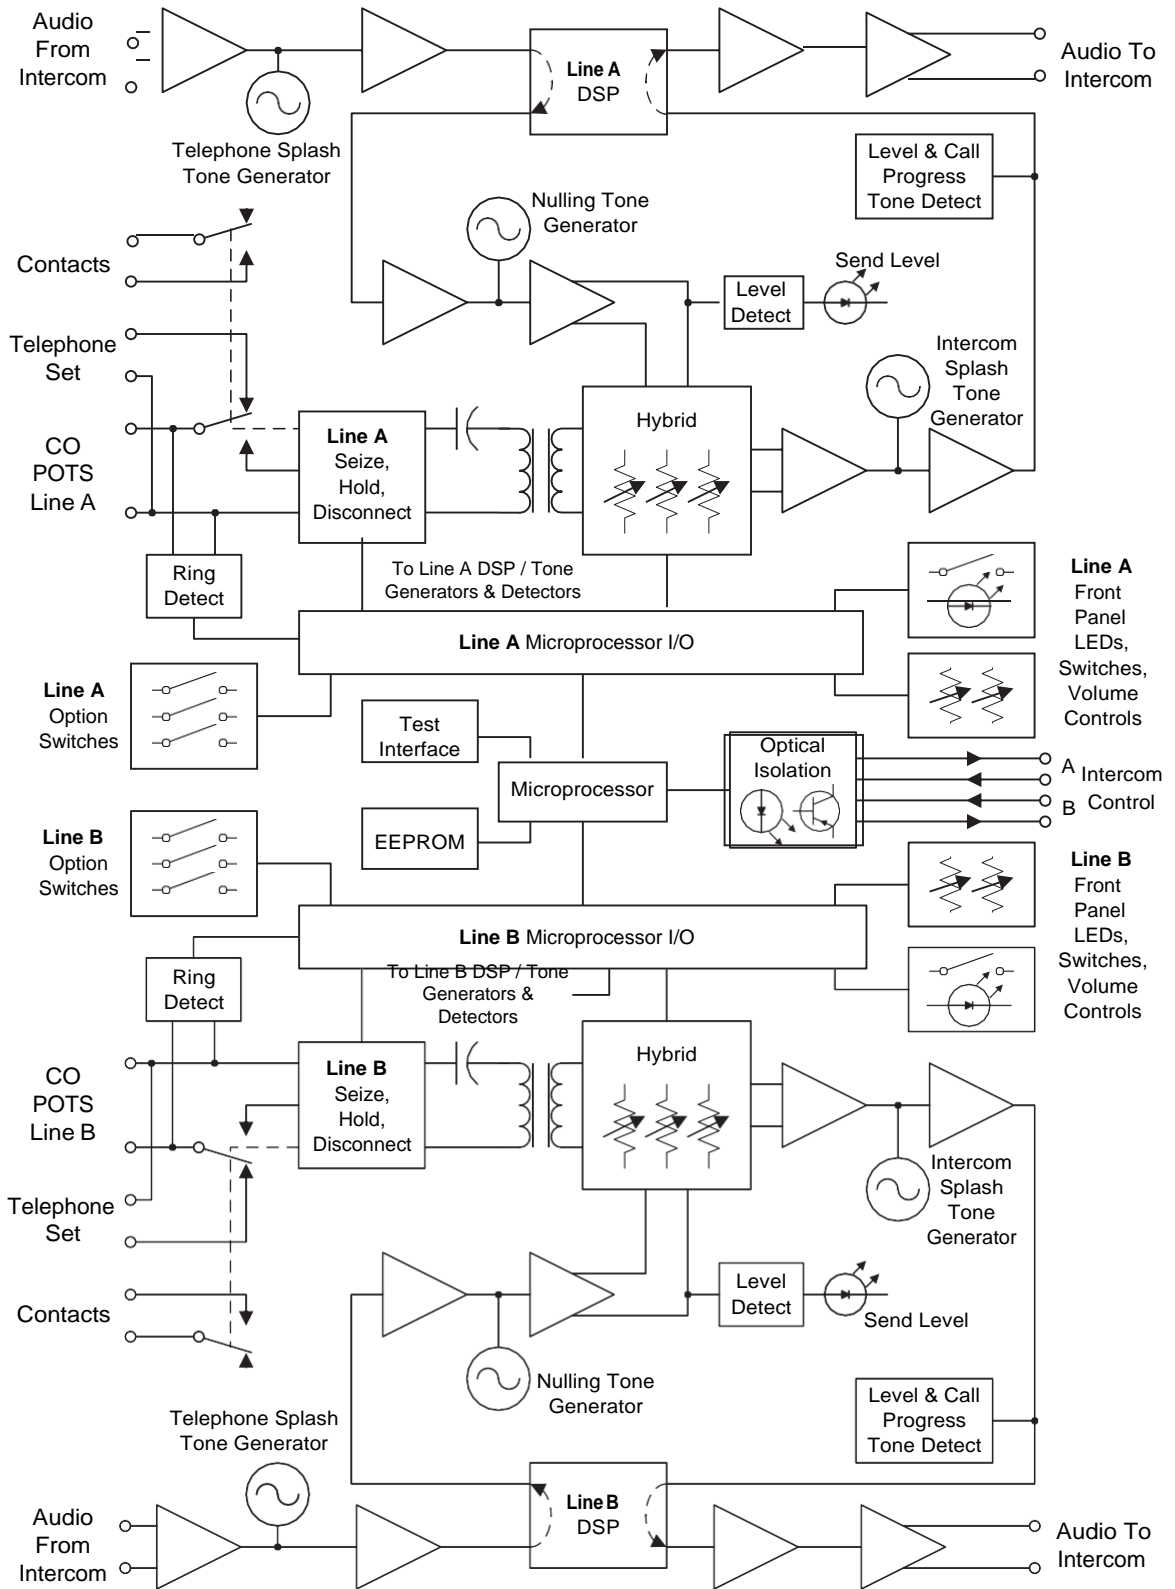 Audio
From
Intercom
Line A
DSP
Audio To
Intercom
Telephone Splash
Tone Generator
Level & Call
Progress
Tone Detect
Nulling Tone
Generator
Contacts
Send Level
Level
Detect
Telephone
Set
Intercom
Splash
Tone
Generator
CO
POTS
Line A
Line A
Seize,
Hold,
Disconnect
Hybrid
Ring
Detect
To Line A DSP / Tone
Generators & Detectors
Line A
Front
Panel
LEDs,
Switches,
Volume
Controls
Line A Microprocessor I/O
Line A
Option
Switches
Test
Interface
Optical
Isolation
Microprocessor
A
B
Intercom
Control
EEPROM
Line B
Option
Switches
Line B
Front
Panel
LEDs,
Switches,
Volume
Controls
Line B Microprocessor I/O
Ring
Detect
To Line B DSP / Tone
Generators &
Detectors
CO
POTS
Line B
Line B
Seize,
Hold,
Disconnect
Hybrid
Intercom
Splash
Tone
Generator
Telephone
Set
Contacts
Level
Detect
Send Level
Nulling Tone
Generator
Level & Call
Progress
Tone Detect
Telephone Splash
Tone Generator
Audio
From
Intercom
Line B
DSP
Audio To
Intercom